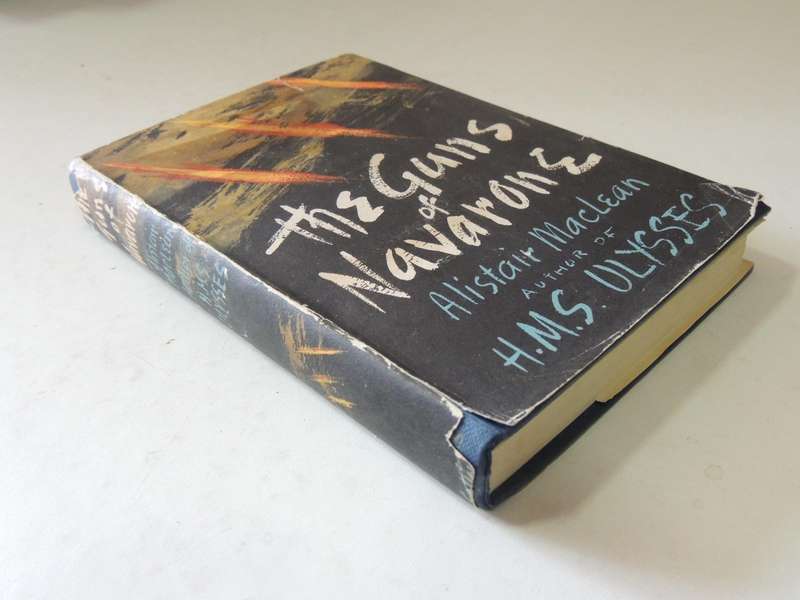 The Guns
of
Navarone
Alistair MacLean
AUTHOR OF
H.M.S. ULYSSES